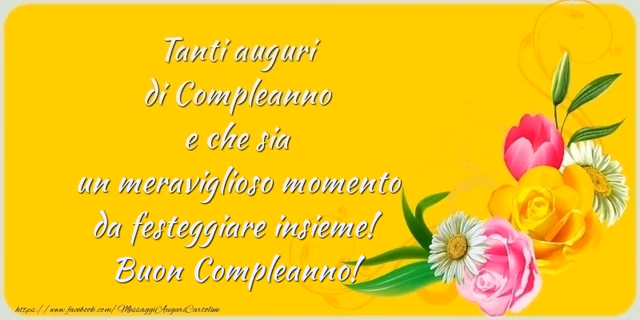 Tanti auguri
di Compleanno
e che sia
un meraviglioso momento
da festeggiare insieme!
Buon Compleanno!
https://www.facebook.com/MessaggiAuguriCartoline